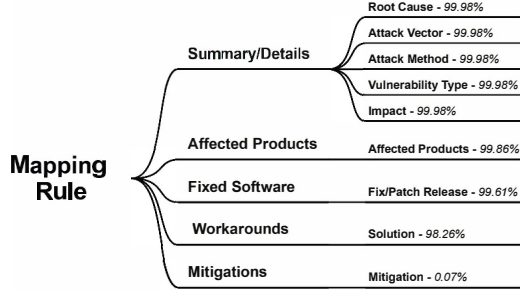 Mapping
Rule
Summary/Details
Root Cause - 99.98%
Attack Vector - 99.98%
Attack Method - 99.98%
Vulnerability Type - 99.98%
Impact - 99.98%
Affected Products
Affected Products - 99.86%
Fixed Software
Fix/Patch Release - 99.61%
Workarounds
Solution - 98.26%
Mitigations
Mitigation - 0.07%